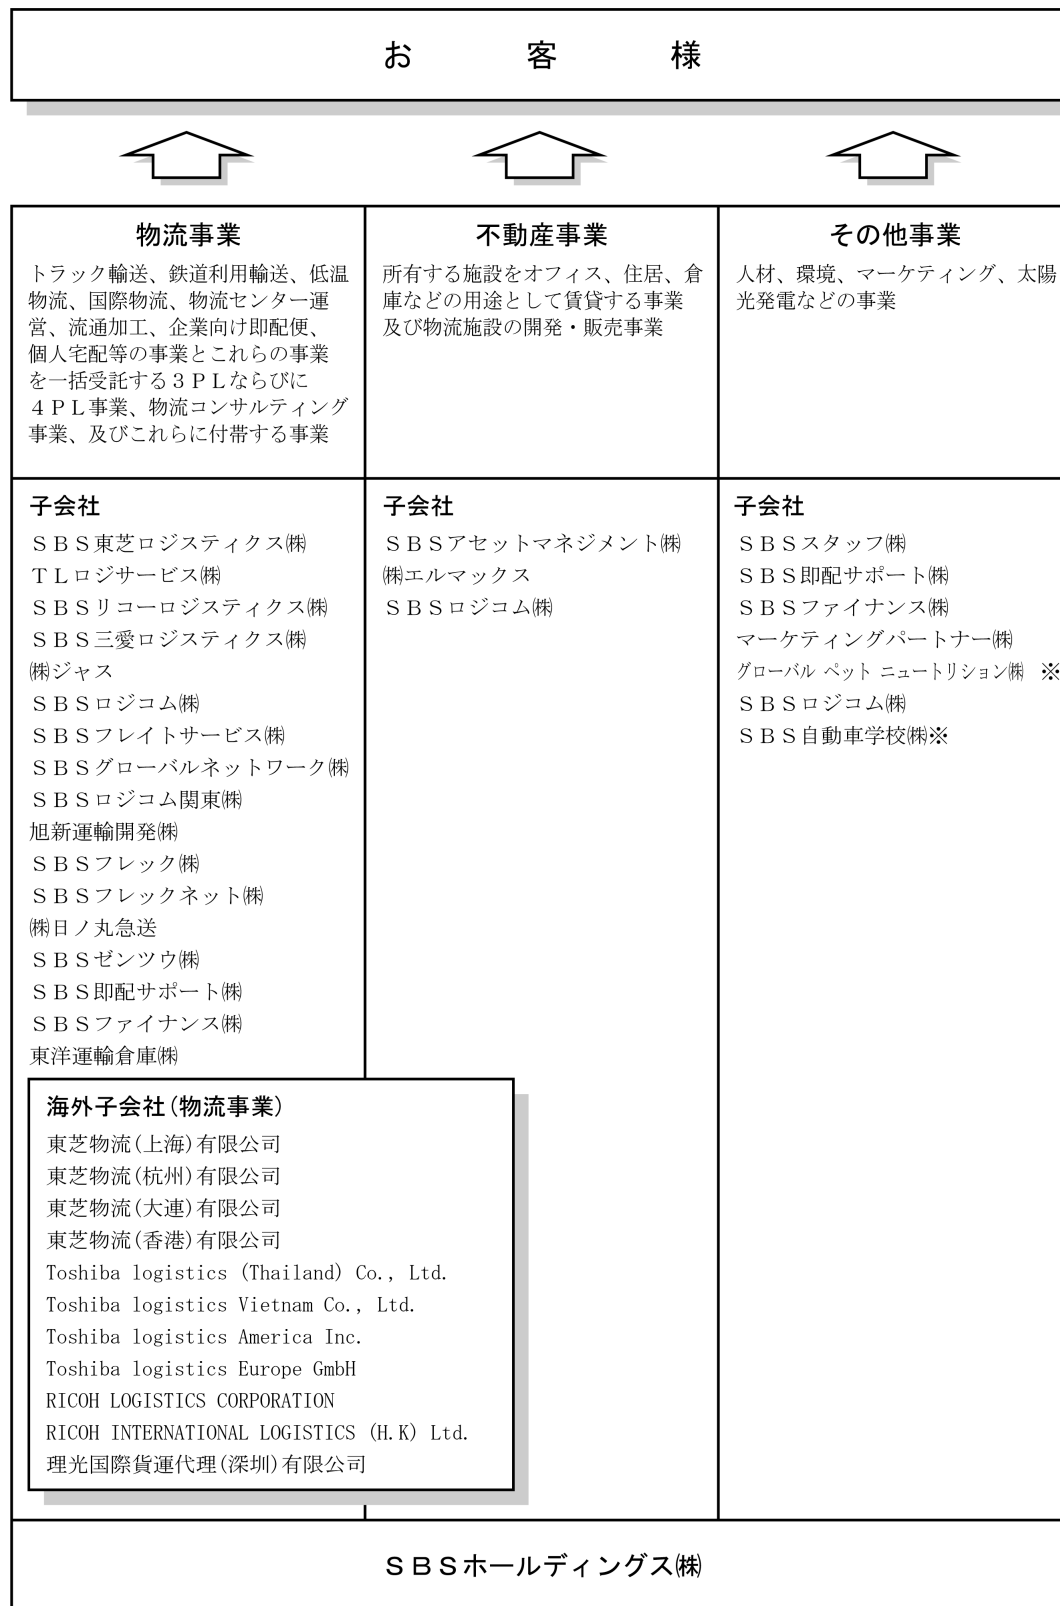 お客様
物流事業
トラック輸送、鉄道利用輸送、低温
物流、国際物流、物流センター運
営、流通加工、企業向け即配便、
個人宅配等の事業とこれらの事業
を一括受託する３ＰＬならびに
４ＰＬ事業、物流コンサルティング
事業、及びこれらに付帯する事業
不動産事業
所有する施設をオフィス、住居、倉
庫などの用途として賃貸する事業
及び物流施設の開発・販売事業
その他事業
人材、環境、マーケティング、太陽
光発電などの事業
子会社
ＳＢＳ東芝ロジスティクス㈱
ＴＬロジサービス㈱
ＳＢＳリコーロジスティクス㈱
ＳＢＳ三愛ロジスティクス㈱
㈱ジャス
ＳＢＳロジコム㈱
ＳＢＳフレイトサービス㈱
ＳＢＳグローバルネットワーク㈱
ＳＢＳロジコム関東㈱
旭新運輸開発㈱
ＳＢＳフレック㈱
ＳＢＳフレックネット㈱
㈱日ノ丸急送
ＳＢＳゼンツウ㈱
ＳＢＳ即配サポート㈱
ＳＢＳファイナンス㈱
東洋運輸倉庫㈱
海外子会社(物流事業)
東芝物流(上海)有限公司
東芝物流(杭州)有限公司
東芝物流(大連)有限公司
東芝物流(香港)有限公司
Toshiba logistics (Thailand) Co., Ltd.
Toshiba logistics Vietnam Co., Ltd.
Toshiba logistics America Inc.
Toshiba logistics Europe GmbH
RICOH LOGISTICS CORPORATION
RICOH INTERNATIONAL LOGISTICS (H.K) Ltd.
理光国際貨運代理(深圳)有限公司
子会社
ＳＢＳアセットマネジメント㈱
㈱エルマックス
ＳＢＳロジコム㈱
子会社
ＳＢＳスタッフ㈱
ＳＢＳ即配サポート㈱
ＳＢＳファイナンス㈱
マーケティングパートナー㈱
グローバル ペット ニュートリション㈱ ※
ＳＢＳロジコム㈱
ＳＢＳ自動車学校㈱※
ＳＢＳホールディングス㈱